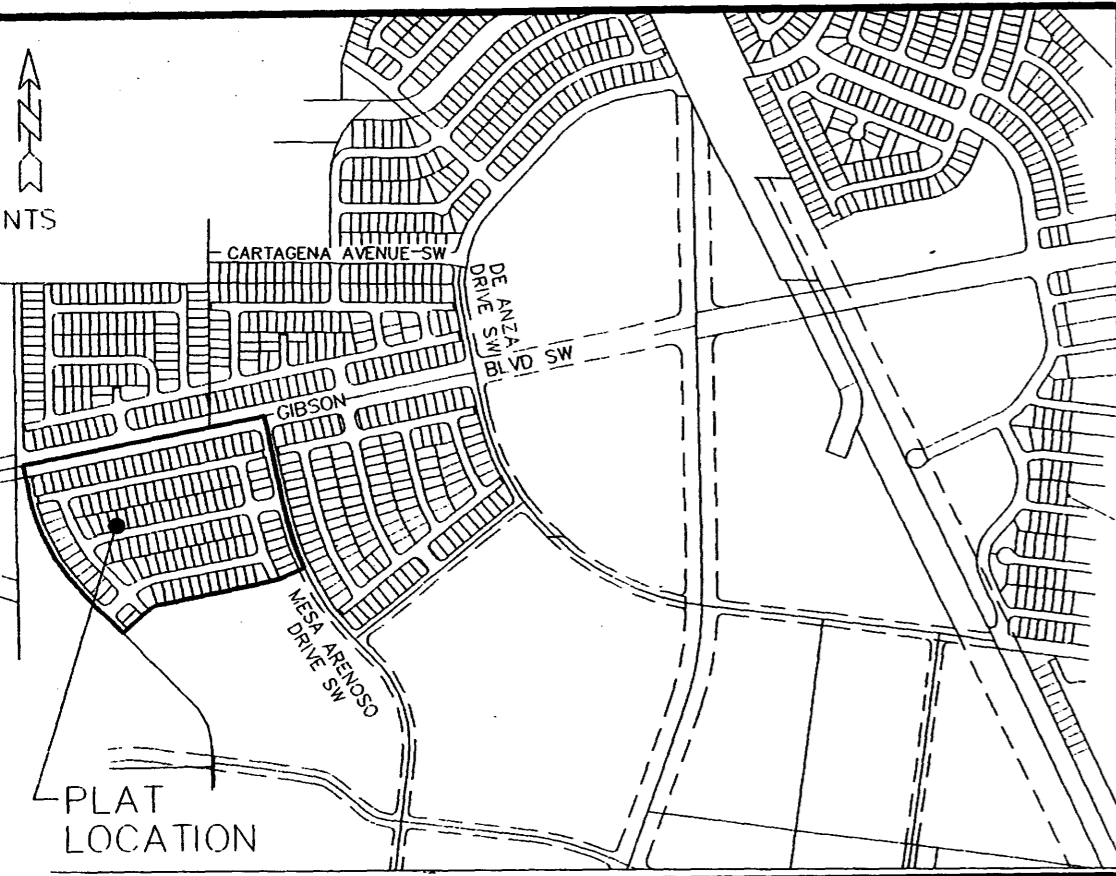 N
NTS
CARTAGENA AVENUE SW
DE ANZA
DRIVE SW
GIBSON
BLVD SW
MESA ARENOSO
DRIVE SW
PLAT
LOCATION